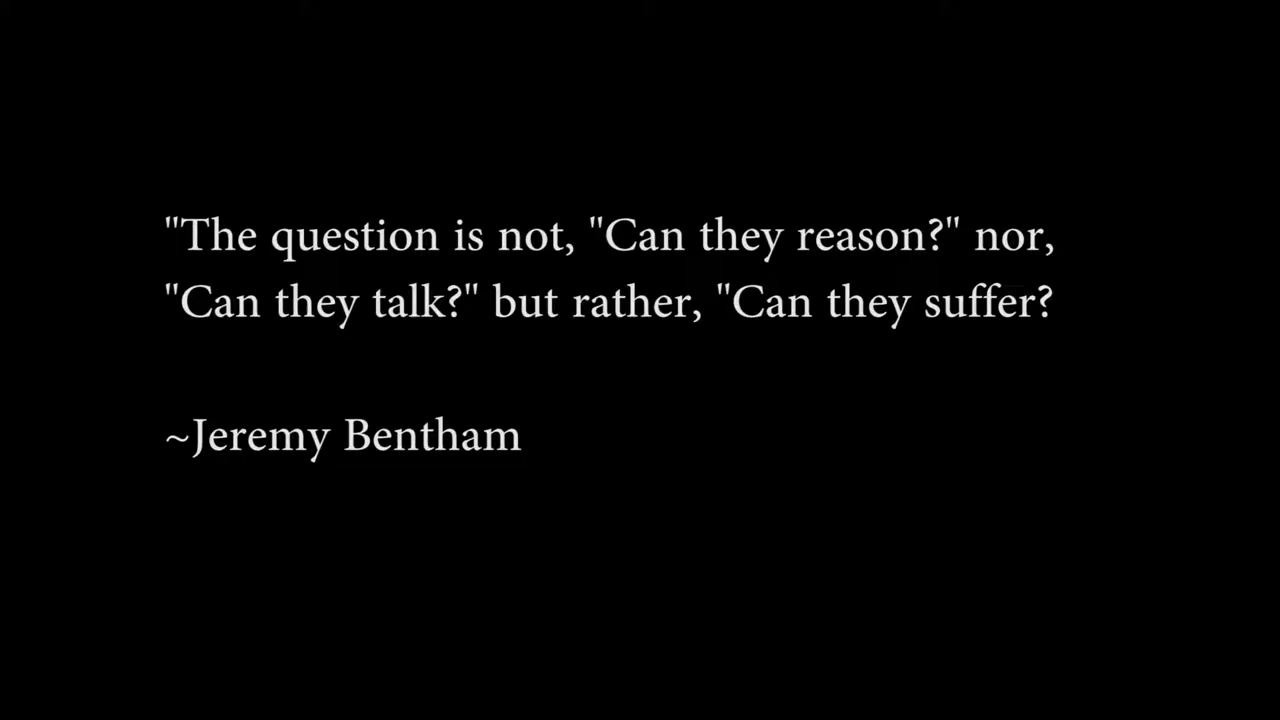 "The question is not, "Can they reason?" nor,
"Can they talk?" but rather, "Can they suffer?
~Jeremy Bentham